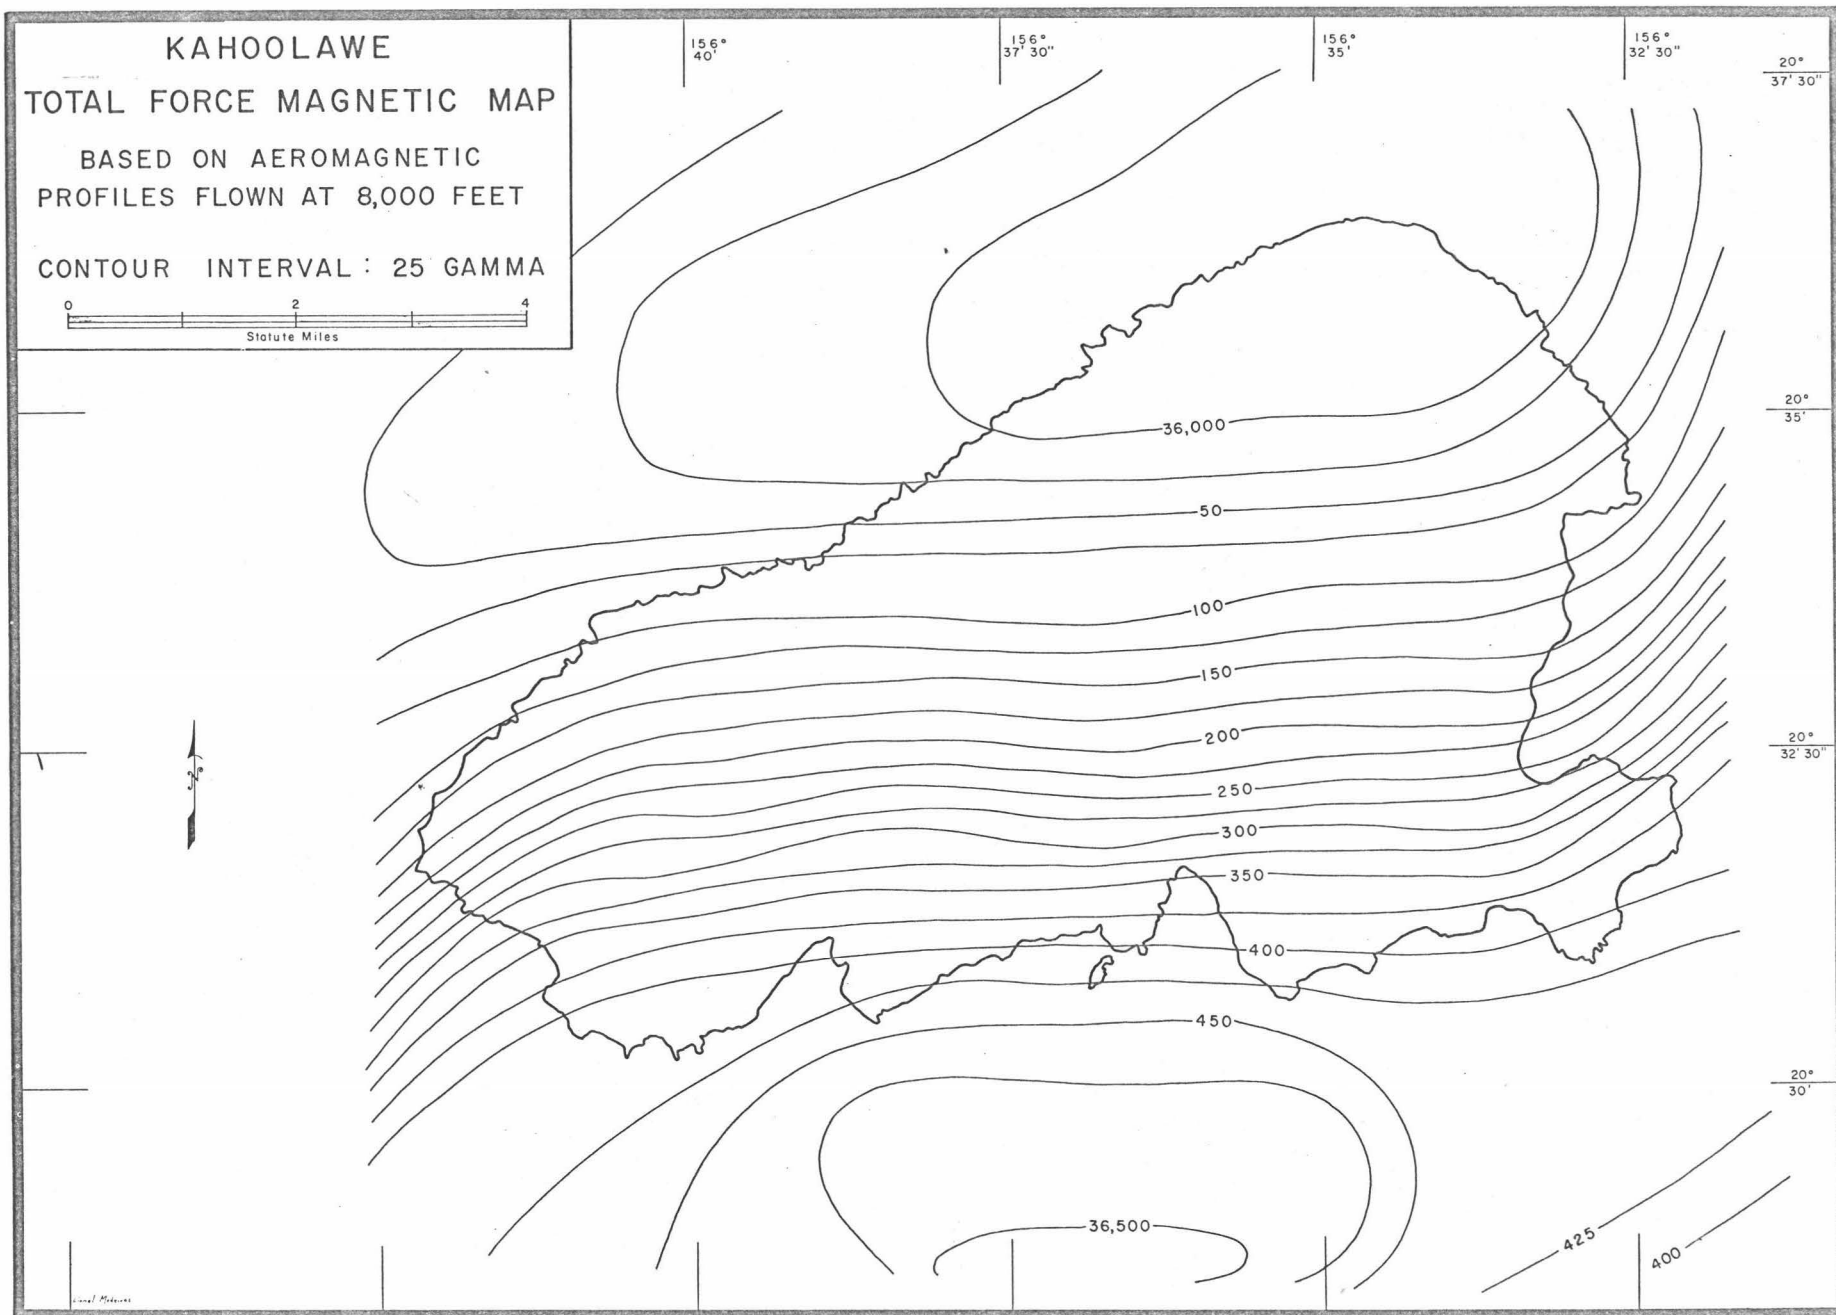 KAHOOLAWE
TOTAL FORCE MAGNETIC MAP
BASED ON AEROMAGNETIC
PROFILES FLOWN AT 8,000 FEET
CONTOUR INTERVAL: 25 GAMMA
0 2 4
Statute Miles
156° 40'
156° 37' 30"
156° 35'
156° 32' 30"
20° 37' 30"
20° 35'
20° 32' 30"
20° 30'
36,000
50
100
150
200
250
300
350
400
450
36,500
425
400